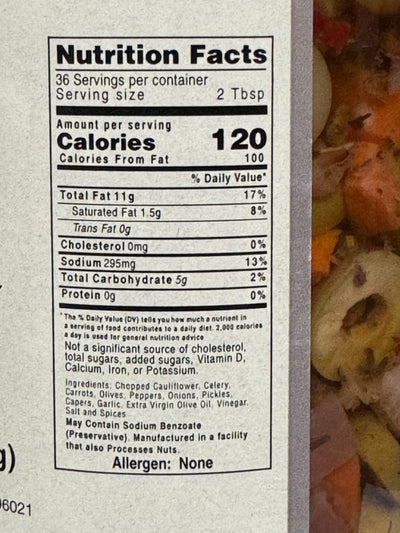 Nutrition Facts
36 Servings per container
Serving size 2 Tbsp
Amount per serving
Calories 120
Calories From Fat 100
% Daily Value*
Total Fat 11g 17%
Saturated Fat 1.5g 8%
Trans Fat 0g
Cholesterol 0mg 0%
Sodium 295mg 13%
Total Carbohydrate 5g 2%
Protein 0g 0%
*The % Daily Value (DV) tells you how much a nutrient in
a serving of food contributes to a daily diet. 2,000 calories
a day is used for general nutrition advice
Not a significant source of cholesterol,
total sugars, added sugars, Vitamin D,
Calcium, Iron, or Potassium.
Ingredients: Chopped Cauliflower, Celery,
Carrots, Olives, Peppers, Onions, Pickles,
Capers, Garlic, Extra Virgin Olive Oil, Vinegar,
Salt and Spices
May Contain Sodium Benzoate
(Preservative). Manufactured in a facility
that also Processes Nuts.
Allergen: None
g)
96021